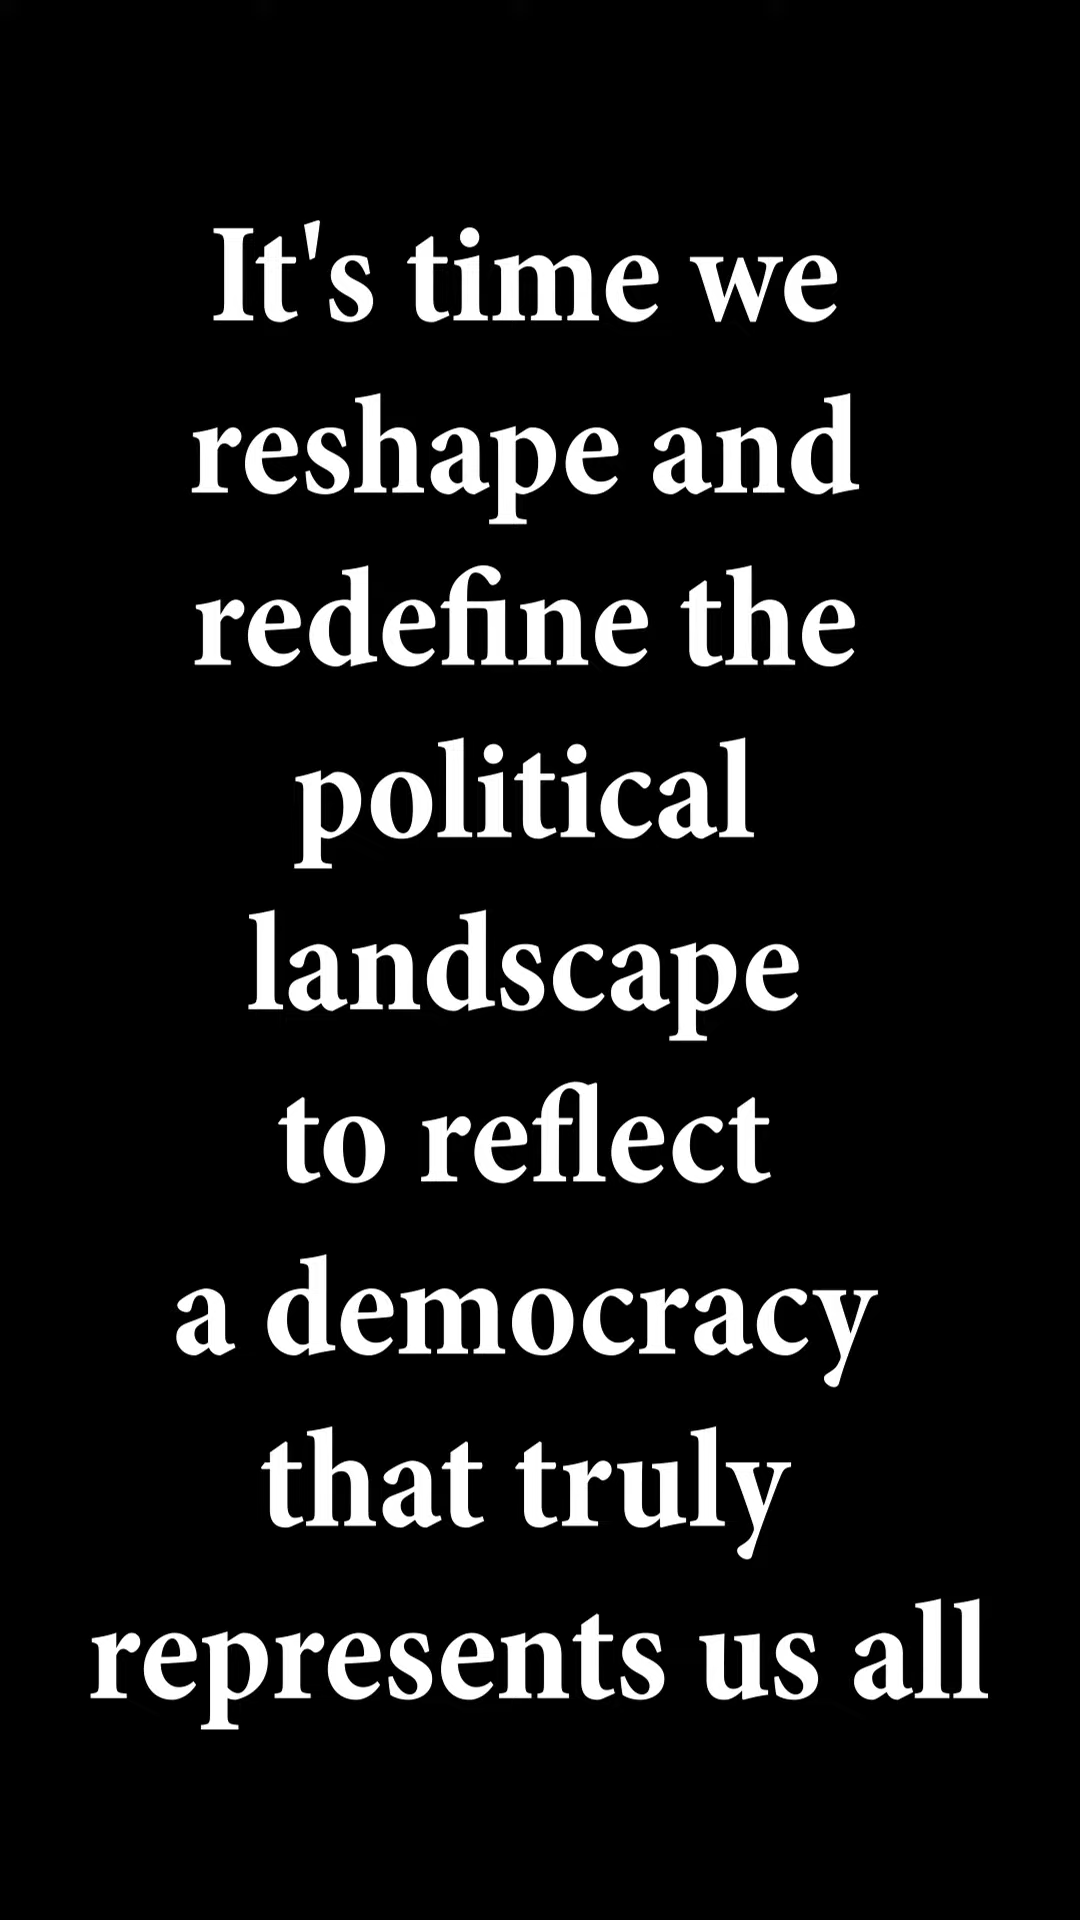 It's time we
reshape and
redefine the
political
landscape
to reflect
a democracy
that truly
represents us all